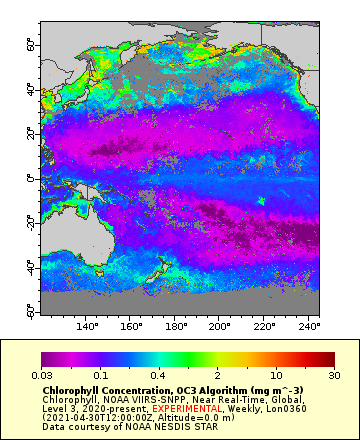 60°
40°
20°
0°
-20°
-40°
-60°
140° 160° 180° 200° 220° 240°
0.03 0.1 0.4 2 10 30
Chlorophyll Concentration, OC3 Algorithm (mg m^-3)
Chlorophyll, NOAA VIIRS-SNPP, Near Real-Time, Global,
Level 3, 2020-present, EXPERIMENTAL, Weekly, Lon0360
(2021-04-30T12:00:00Z, Altitude=0.0 m)
Data courtesy of NOAA NESDIS STAR